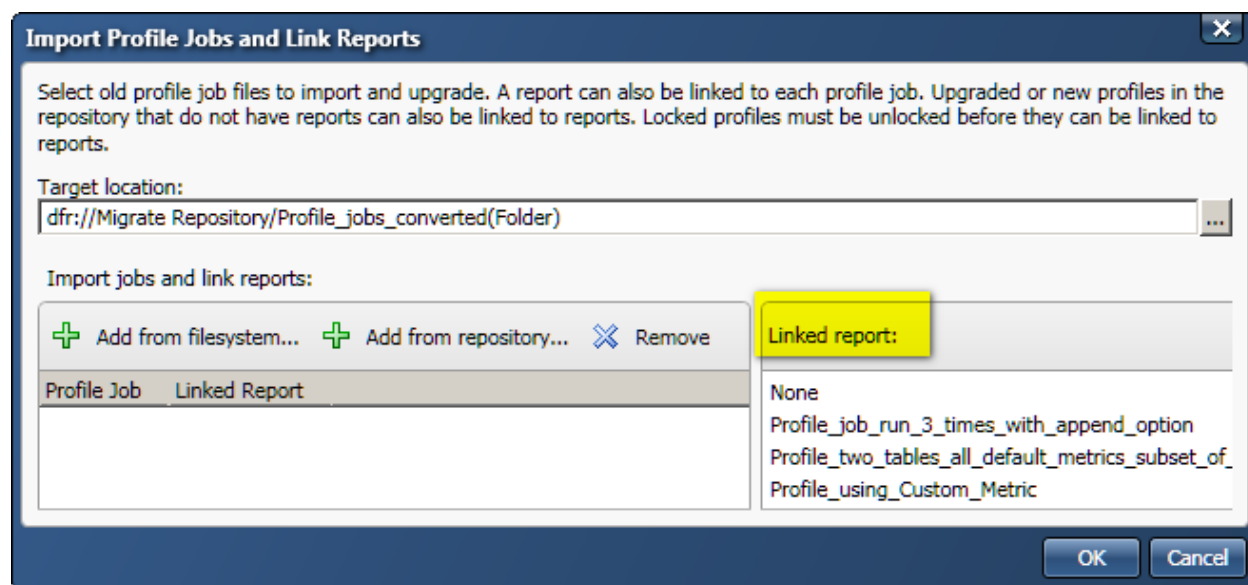 Import Profile Jobs and Link Reports
Select old profile job files to import and upgrade. A report can also be linked to each profile job. Upgraded or new profiles in the
repository that do not have reports can also be linked to reports. Locked profiles must be unlocked before they can be linked to
reports.
Target location:
dfr://Migrate Repository/Profile_jobs_converted(Folder)
...
Import jobs and link reports:
Add from filesystem... Add from repository... Remove
Linked report:
Profile Job Linked Report
None
Profile_job_run_3_times_with_append_option
Profile_two_tables_all_default_metrics_subset_of_
Profile_using_Custom_Metric
OK Cancel